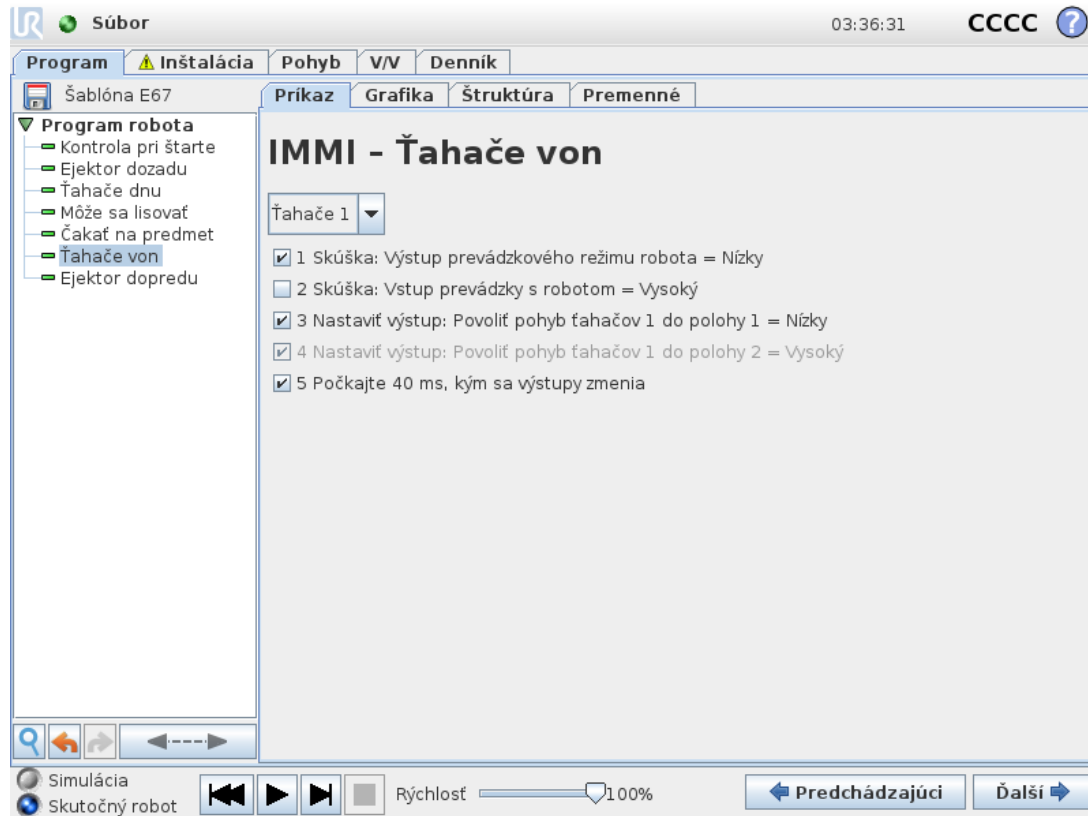 UR Súbor 03:36:31 CCCC ?
Program Inštalácia Pohyb V/V Denník
Šablóna E67 Príkaz Grafika Štruktúra Premenné
Program robota
Kontrola pri štarte
Ejektor dozadu
Ťahače dnu
Môže sa lisovať
Čakať na predmet
Ťahače von
Ejektor dopredu
IMMI – Ťahače von
Ťahače 1
1 Skúška: Výstup prevádzkového režimu robota = Nízky
2 Skúška: Vstup prevádzky s robotom = Vysoký
3 Nastaviť výstup: Povoliť pohyb ťahačov 1 do polohy 1 = Nízky
4 Nastaviť výstup: Povoliť pohyb ťahačov 1 do polohy 2 = Vysoký
5 Počkajte 40 ms, kým sa výstupy zmenia
Simulácia
Skutočný robot
Rýchlosť 100% Predchádzajúci Ďalší